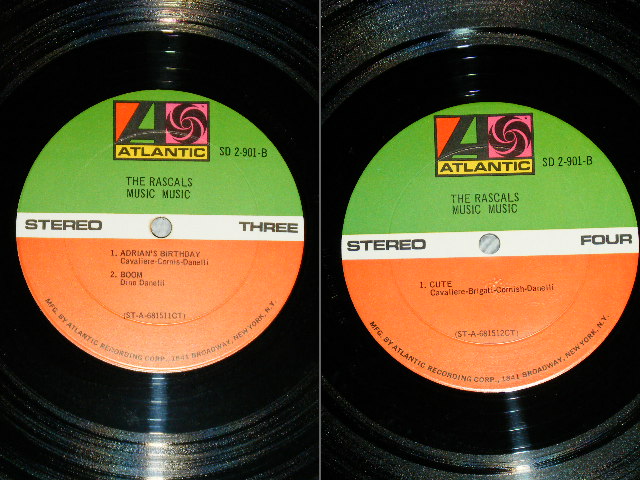 ATLANTIC
SD 2-901-B
THE RASCALS
MUSIC MUSIC
STEREO THREE
1. ADRIAN'S BIRTHDAY
Cavaliere-Cornis-Danelli
2. BOOM
Dino Danelli
(ST-A-681511CT)
MFG. BY ATLANTIC RECORDING CORP., 1841 BROADWAY, NEW YORK, N.Y.
ATLANTIC
SD 2-901-B
THE RASCALS
MUSIC MUSIC
STEREO FOUR
1. CUTE
Cavaliere-Brigati-Cornish-Danelli
(ST-A-681512CT)
MFG. BY ATLANTIC RECORDING CORP., 1841 BROADWAY, NEW YORK, N.Y.